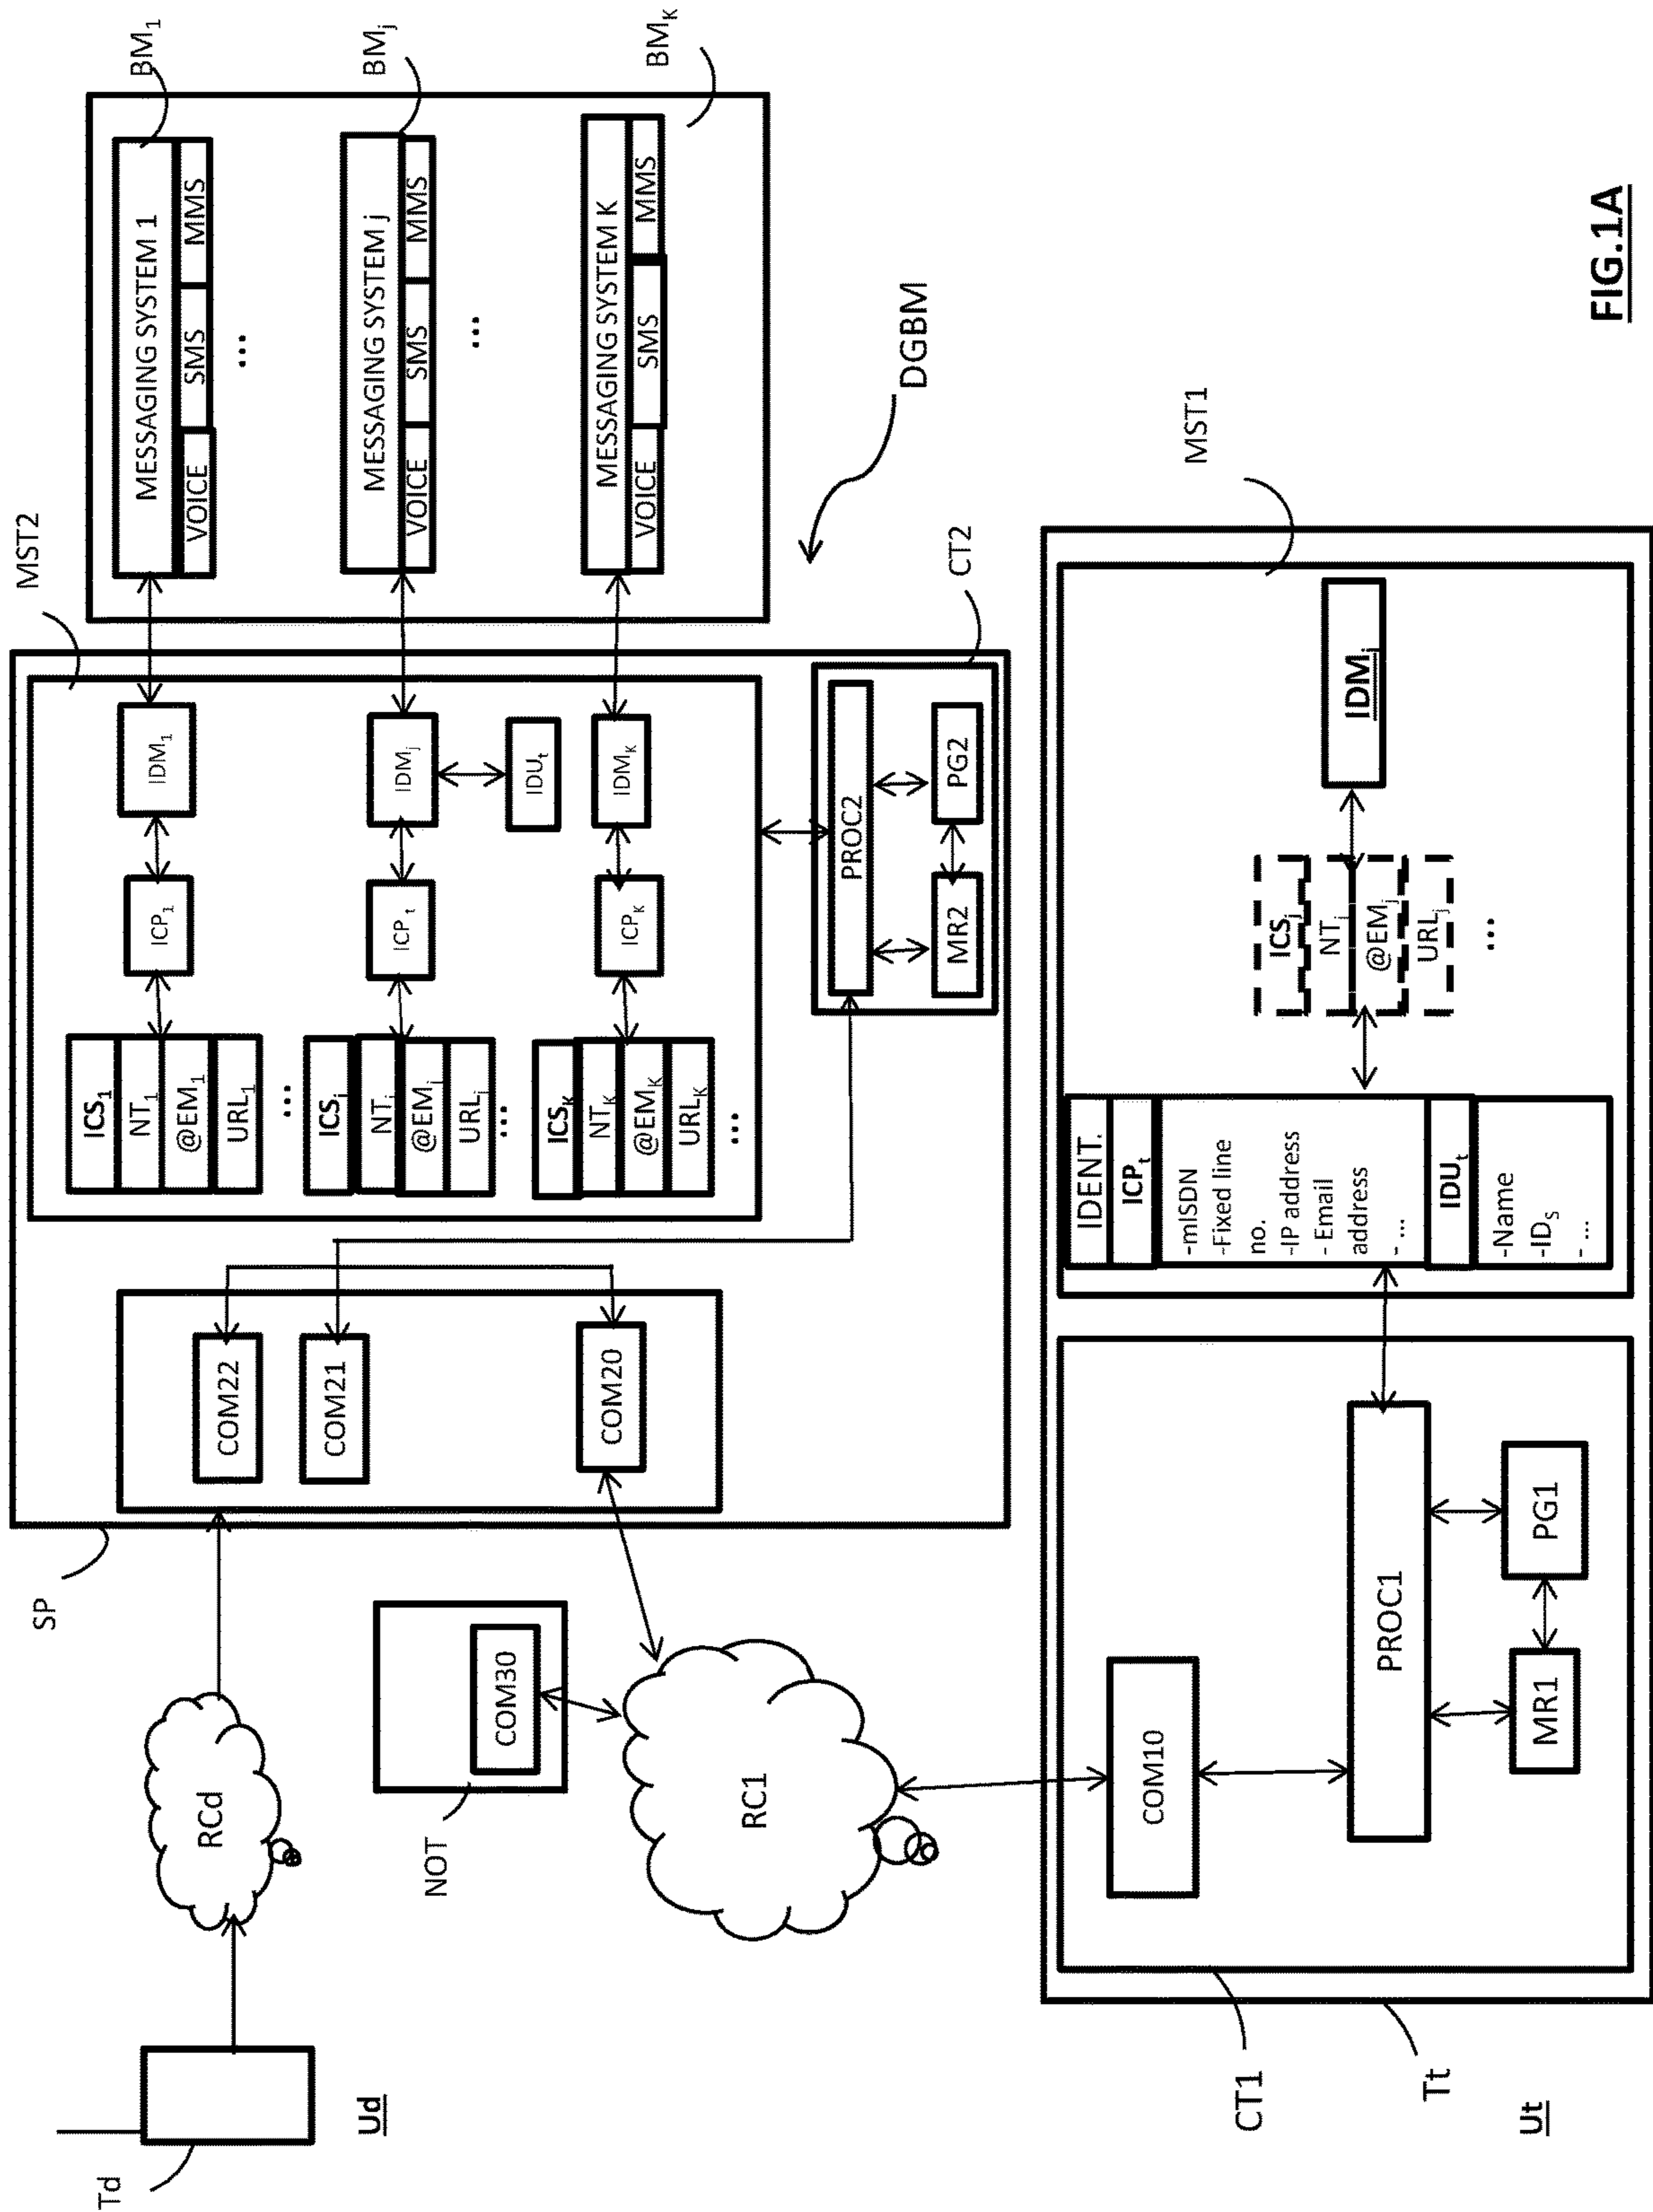 Td
Ud
RCd
SP
COM22
COM21
COM20
NOT
COM30
RC1
MST2
ICS1
NT1
@EM1
URL1
...
ICP1
IDM1
ICSj
NTj
@EMj
URLj
...
ICPt
IDMj
IDUt
ICSK
NTK
@EMK
URLK
...
ICPK
IDMK
BM1
MESSAGING SYSTEM 1
VOICE SMS MMS
...
BMj
MESSAGING SYSTEM j
VOICE SMS MMS
...
BMK
MESSAGING SYSTEM K
VOICE SMS MMS
CT2
PROC2
MR2
PG2
DGBM
Ut
Tt
CT1
COM10
PROC1
MR1
PG1
MST1
IDENT.
ICPt
-mISDN
-Fixed line
no.
-IP address
- Email
address
- ...
IDUt
-Name
-IDS
- ...
ICSj
NTj
@EMj
URLj
...
IDMj
FIG.1A